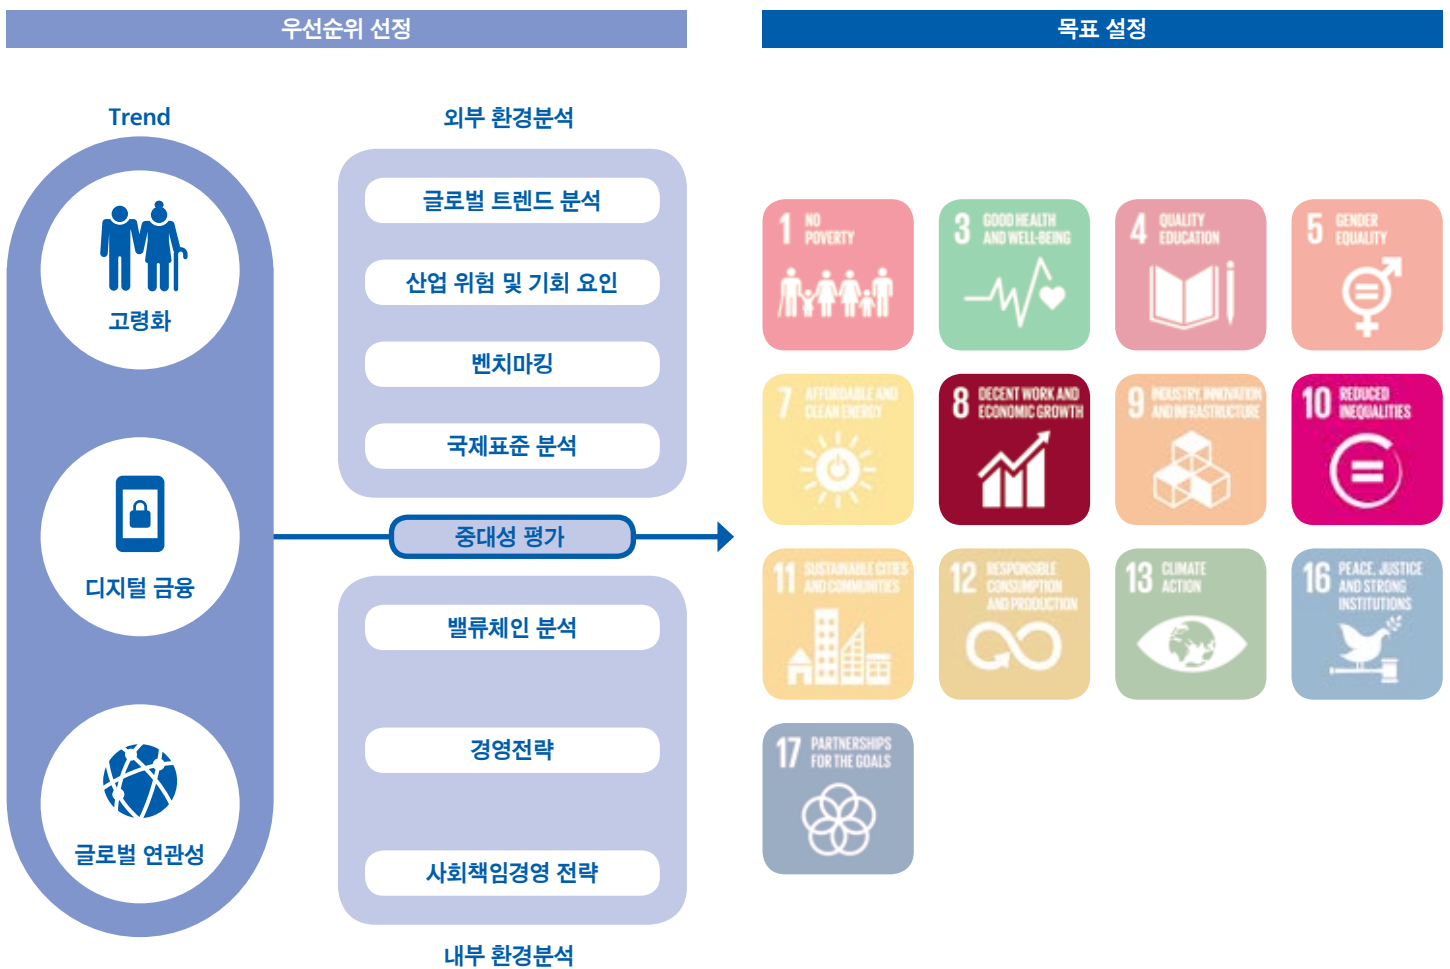 우선순위 선정
목표 설정
Trend
고령화
디지털 금융
글로벌 연관성
외부 환경분석
글로벌 트렌드 분석
산업 위험 및 기회 요인
벤치마킹
국제표준 분석
중대성 평가
밸류체인 분석
경영전략
사회책임경영 전략
내부 환경분석
1 NO
POVERTY
3 GOOD HEALTH
AND WELL-BEING
4 QUALITY
EDUCATION
5 GENDER
EQUALITY
7 AFFORDABLE AND
CLEAN ENERGY
8 DECENT WORK AND
ECONOMIC GROWTH
9 INDUSTRY, INNOVATION
AND INFRASTRUCTURE
10 REDUCED
INEQUALITIES
11 SUSTAINABLE CITIES
AND COMMUNITIES
12 RESPONSIBLE
CONSUMPTION
AND PRODUCTION
13 CLIMATE
ACTION
16 PEACE, JUSTICE
AND STRONG
INSTITUTIONS
17 PARTNERSHIPS
FOR THE GOALS